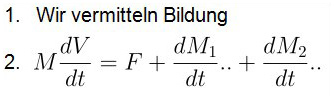 1. Wir vermitteln Bildung
2. M dV/dt = F + dM₁/dt .. + dM₂/dt ..